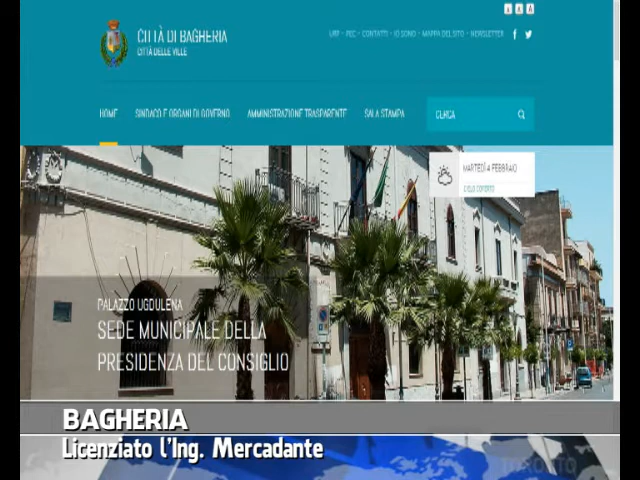 A A A
CITTÀ DI BAGHERIA
CITTÀ DELLE VILLE
URP - PEC - CONTATTI - IO SONO - MAPPA DEL SITO - NEWSLETTER
HOME SINDACO E ORGANI DI GOVERNO AMMINISTRAZIONE TRASPARENTE SALA STAMPA CERCA
MARTEDÌ 4 FEBBRAIO
CIELO COPERTO
PALAZZO UGDULENA
SEDE MUNICIPALE DELLA
PRESIDENZA DEL CONSIGLIO
BAGHERIA
Licenziato l'Ing. Mercadante